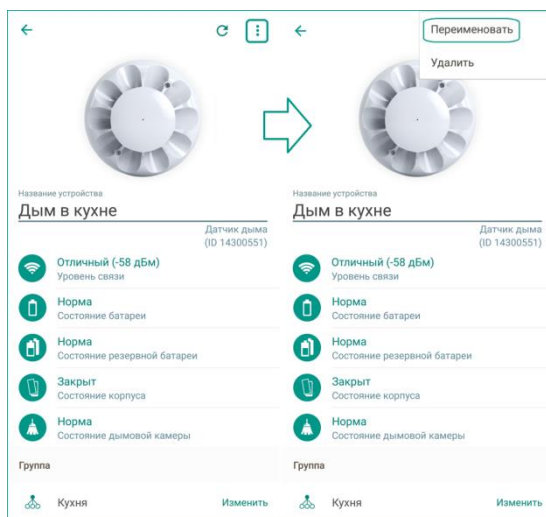 Название устройства
Дым в кухне
Датчик дыма
(ID 14300551)
Отличный (-58 дБм)
Уровень связи
Норма
Состояние батареи
Норма
Состояние резервной батареи
Закрыт
Состояние корпуса
Норма
Состояние дымовой камеры
Группа
Кухня
Изменить
Переименовать
Удалить
Название устройства
Дым в кухне
Датчик дыма
(ID 14300551)
Отличный (-58 дБм)
Уровень связи
Норма
Состояние батареи
Норма
Состояние резервной батареи
Закрыт
Состояние корпуса
Норма
Состояние дымовой камеры
Группа
Кухня
Изменить